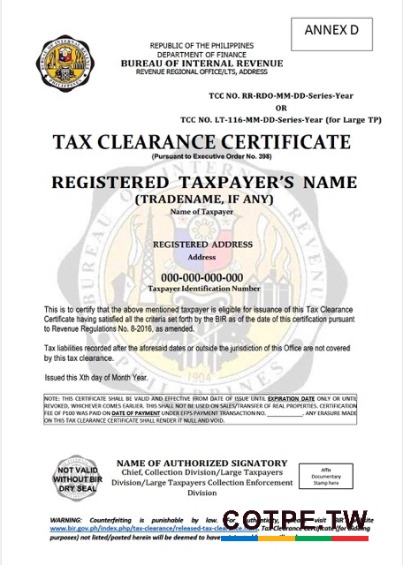 ANNEX D
REPUBLIC OF THE PHILIPPINES
DEPARTMENT OF FINANCE
BUREAU OF INTERNAL REVENUE
REVENUE REGIONAL OFFICE/LTS, ADDRESS
TCC NO. RR-RDO-MM-DD-Series-Year
OR
TCC NO. LT-116-MM-DD-Series-Year (for Large TP)
TAX CLEARANCE CERTIFICATE
(Pursuant to Executive Order No. 398)
REGISTERED TAXPAYER'S NAME
(TRADENAME, IF ANY)
Name of Taxpayer
REGISTERED ADDRESS
Address
000-000-000-000
Taxpayer Identification Number
This is to certify that the above mentioned taxpayer is eligible for issuance of this Tax Clearance
Certificate having satisfied all the criteria set forth by the BIR as of the date of this certification pursuant
to Revenue Regulations No. 8-2016, as amended.
Tax liabilities recorded after the aforesaid dates or outside the jurisdiction of this Office are not covered
by this tax clearance.
Issued this Xth day of Month Year.
NOTE: THIS CERTIFICATE SHALL BE VALID AND EFFECTIVE FROM DATE OF ISSUE UNTIL EXPIRATION DATE ONLY OR UNTIL
REVOKED, WHICHEVER COMES EARLIER. THIS SHALL NOT BE USED ON SALES/TRANSFER OF REAL PROPERTIES. CERTIFICATION
FEE OF P100 WAS PAID ON DATE OF PAYMENT UNDER EFPS PAYMENT TRANSACTION NO. __________. ANY ERASURE MADE
ON THIS TAX CLEARANCE CERTIFICATE SHALL RENDER IT NULL AND VOID.
NOT VALID
WITHOUT BIR
DRY SEAL
NAME OF AUTHORIZED SIGNATORY
Chief, Collection Division/Large Taxpayers
Division/Large Taxpayers Collection Enforcement
Division
Affix
Documentary
Stamp here
COTPE.TW
WARNING: Counterfeiting is punishable by law. For visit BIR
www.bir.gov.ph/index.php/tax-clearance/released-tax-clearance Tax Clearance Certificate (for bidding
purposes) not listed/posted herein will be deemed to have
BUREAU OF INTERNAL REVENUE
PHILIPPINES
1904